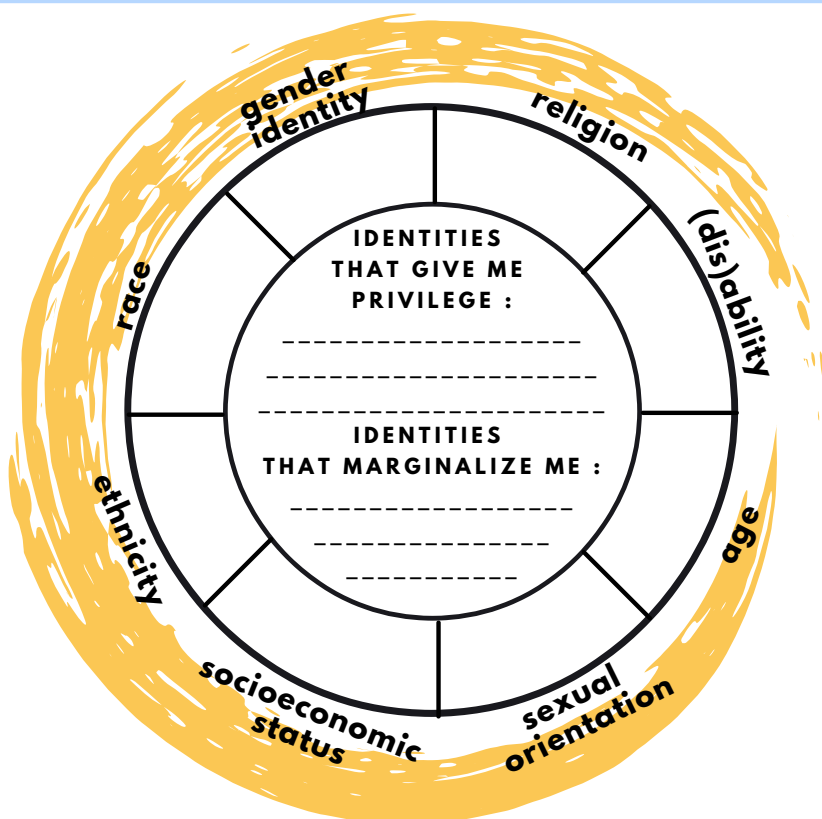 gender
identity
religion
(dis)ability
age
sexual
orientation
socioeconomic
status
ethnicity
race
IDENTITIES
THAT GIVE ME
PRIVILEGE :
IDENTITIES
THAT MARGINALIZE ME :